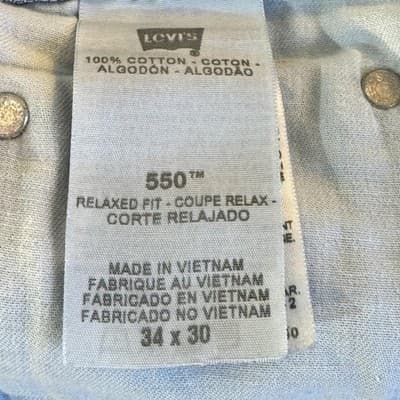 LEVI'S
®
100% COTTON - COTON -
ALGODÓN - ALGODÃO
550™
RELAXED FIT - COUPE RELAX -
CORTE RELAJADO
MADE IN VIETNAM
FABRIQUE AU VIETNAM
FABRICADO EN VIETNAM
FABRICADO NO VIETNAM
34 x 30